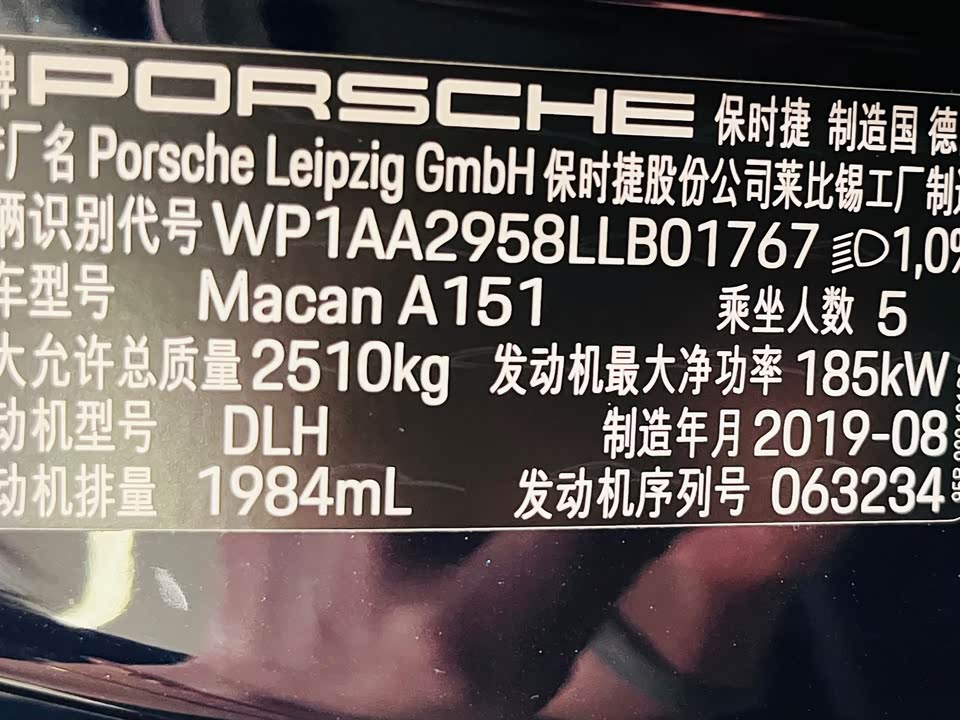 牌 PORSCHE 保时捷 制造国 德
厂名 Porsche Leipzig GmbH 保时捷股份公司莱比锡工厂制造
辆识别代号 WP1AA2958LLB01767 1,0%
车型号 Macan A151 乘坐人数 5
大允许总质量 2510kg 发动机最大净功率 185kW
动机型号 DLH 制造年月 2019-08
动机排量 1984mL 发动机序列号 063234